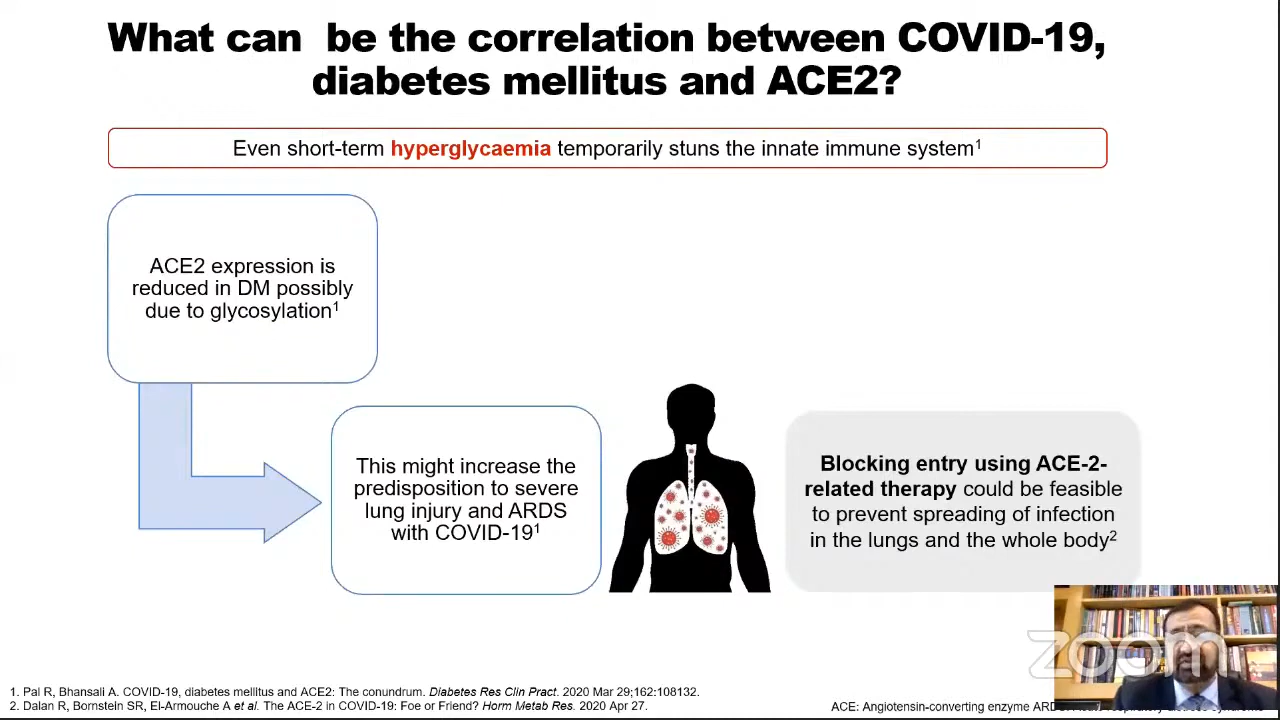 What can be the correlation between COVID-19,
diabetes mellitus and ACE2?
Even short-term hyperglycaemia temporarily stuns the innate immune system1
ACE2 expression is
reduced in DM possibly
due to glycosylation1
This might increase the
predisposition to severe
lung injury and ARDS
with COVID-191
Blocking entry using ACE-2-
related therapy could be feasible
to prevent spreading of infection
in the lungs and the whole body2
zoom
1. Pal R, Bhansali A. COVID-19, diabetes mellitus and ACE2: The conundrum. Diabetes Res Clin Pract. 2020 Mar 29;162:108132.
2. Dalan R, Bornstein SR, El-Armouche A et al. The ACE-2 in COVID-19: Foe or Friend? Horm Metab Res. 2020 Apr 27.
ACE: Angiotensin-converting enzyme